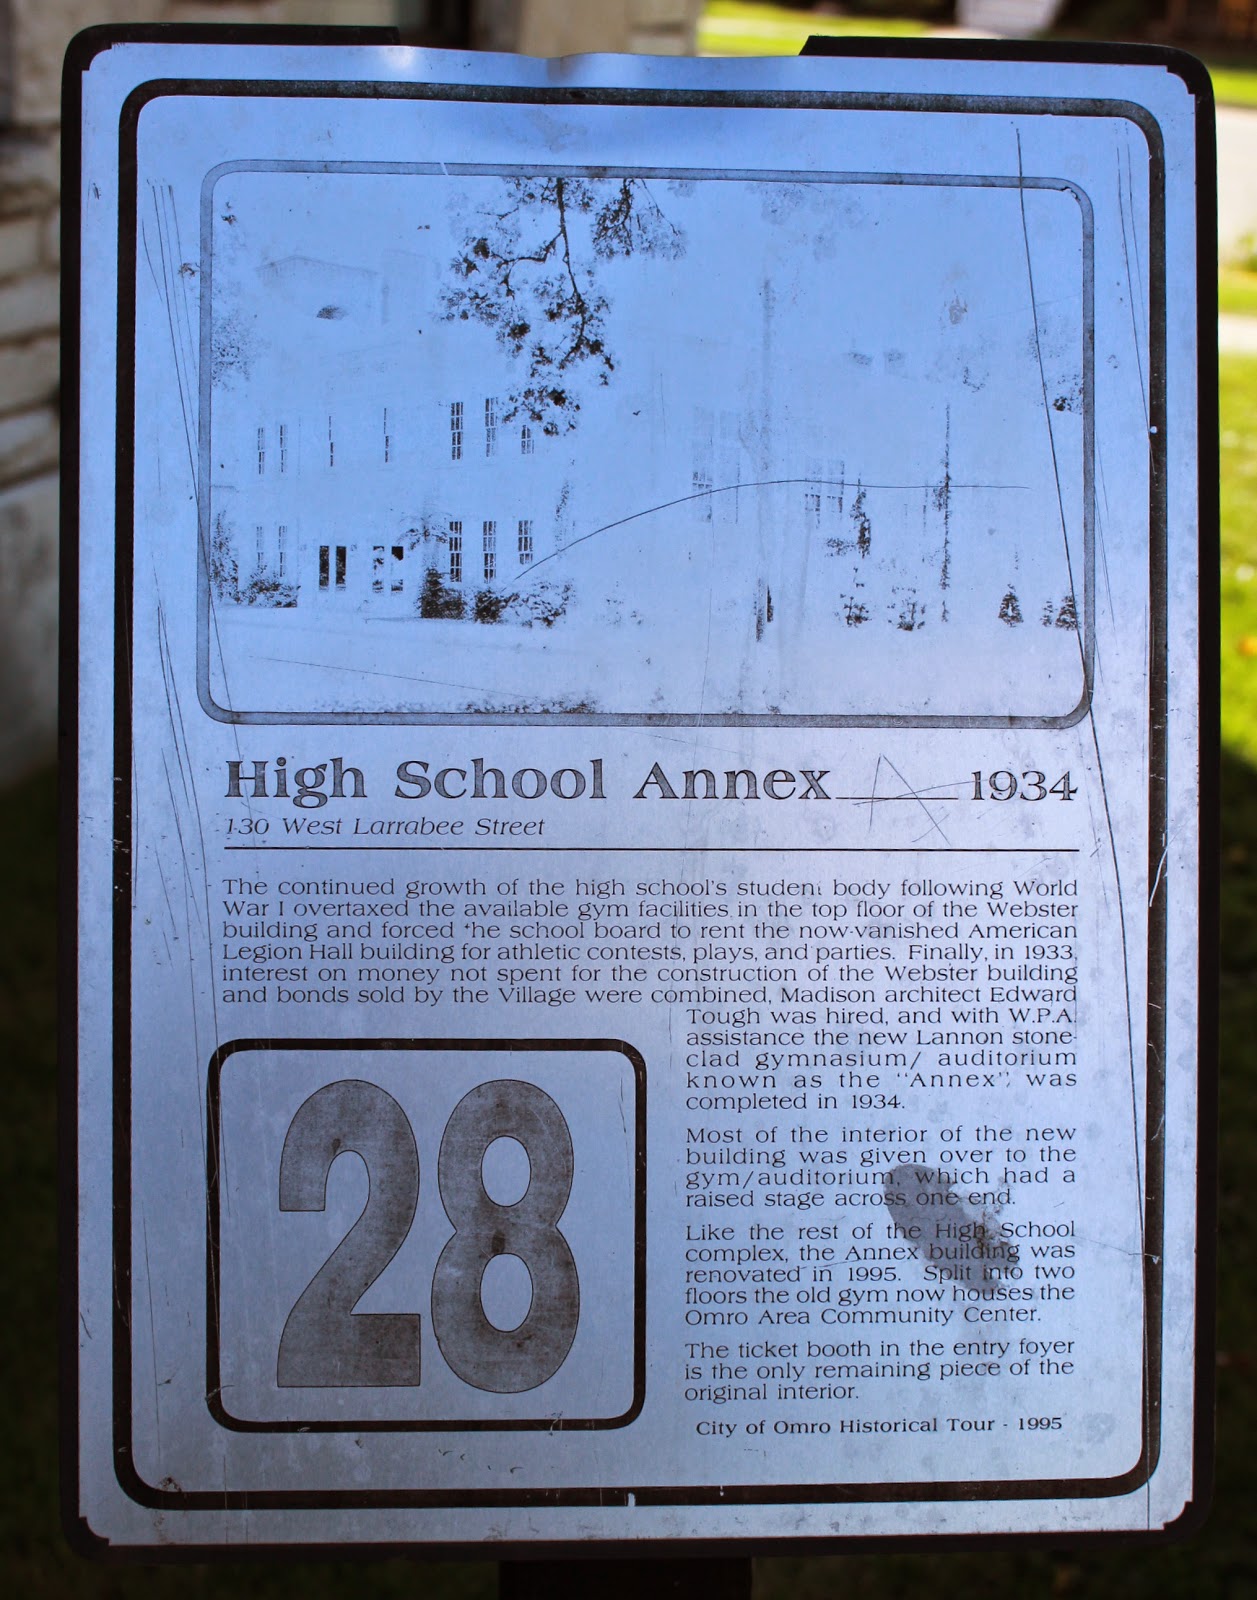 High School Annex 1934
130 West Larrabee Street
The continued growth of the high school's student body following World
War I overtaxed the available gym facilities in the top floor of the Webster
building and forced the school board to rent the now-vanished American
Legion Hall building for athletic contests, plays, and parties. Finally, in 1933,
interest on money not spent for the construction of the Webster building
and bonds sold by the Village were combined, Madison architect Edward
Tough was hired, and with W.P.A.
assistance the new Lannon stone-
clad gymnasium/ auditorium
known as the "Annex", was
completed in 1934.
Most of the interior of the new
building was given over to the
gym/auditorium, which had a
raised stage across one end.
Like the rest of the High School
complex, the Annex building was
renovated in 1995. Split into two
floors the old gym now houses the
Omro Area Community Center.
The ticket booth in the entry foyer
is the only remaining piece of the
original interior.
City of Omro Historical Tour - 1995
28